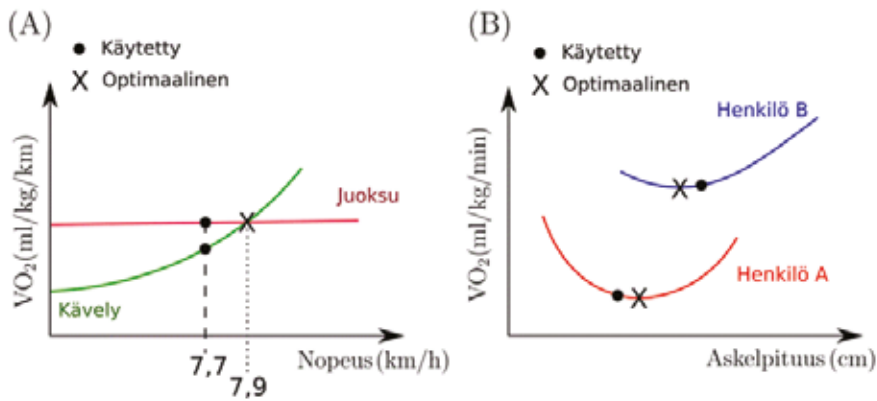 (A)
● Käytetty
X Optimaalinen
VO₂(ml/kg/km)
Juoksu
Kävely
7,7
7,9
Nopeus (km/h)
(B)
● Käytetty
X Optimaalinen
VO₂(ml/kg/min)
Henkilö B
Henkilö A
Askelpituus (cm)